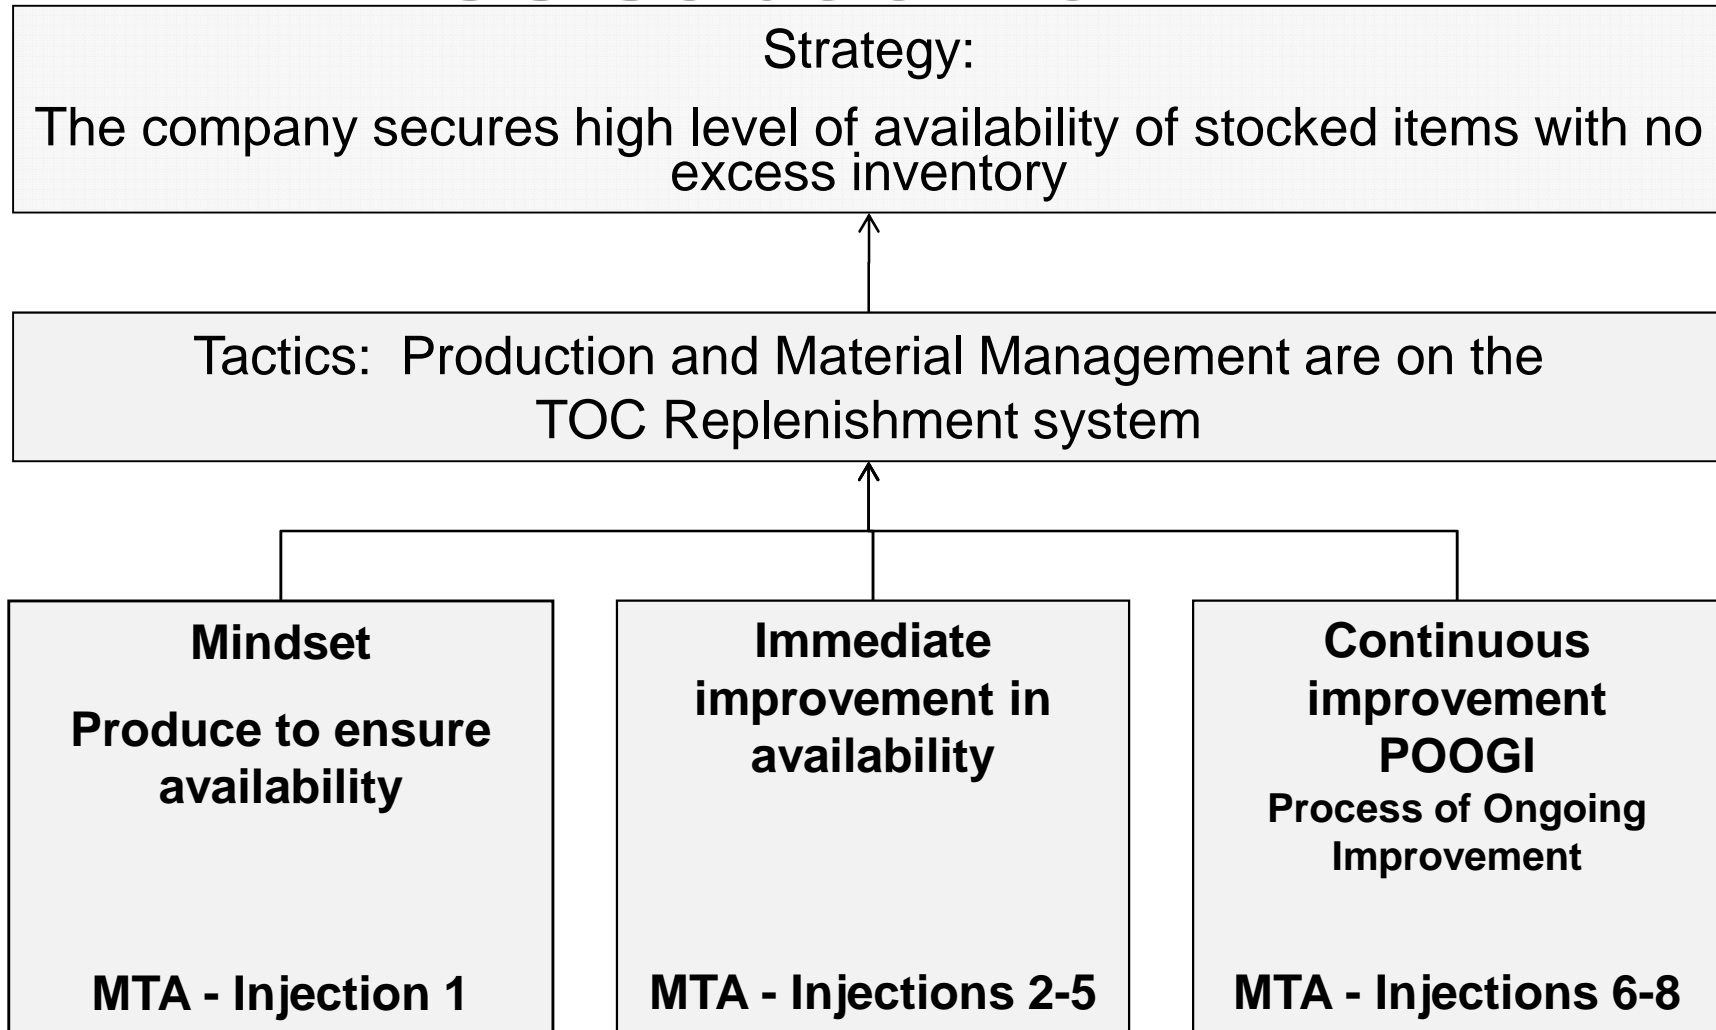 Strategy:
The company secures high level of availability of stocked items with no
excess inventory
Tactics:  Production and Material Management are on the
TOC Replenishment system
Mindset
Produce to ensure
availability
MTA - Injection 1
Immediate
improvement in
availability
MTA - Injections 2-5
Continuous
improvement
POOGI
Process of Ongoing
Improvement
MTA - Injections 6-8